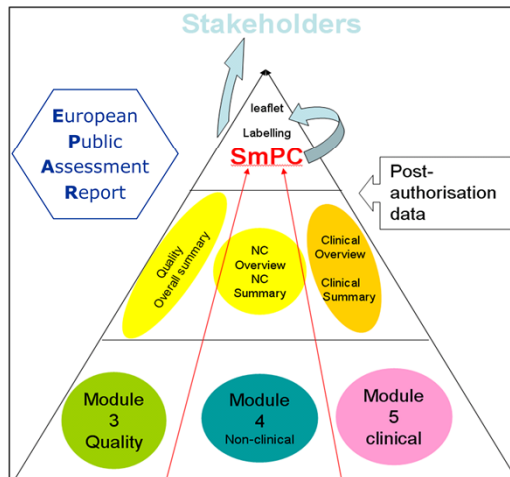 Stakeholders
European
Public
Assessment
Report
leaflet
Labelling
SmPC
Post-
authorisation
data
Quality
Overall summary
NC
Overview
NC
Summary
Clinical Overview
Clinical Summary
Module
3
Quality
Module
4
Non-clinical
Module
5
clinical